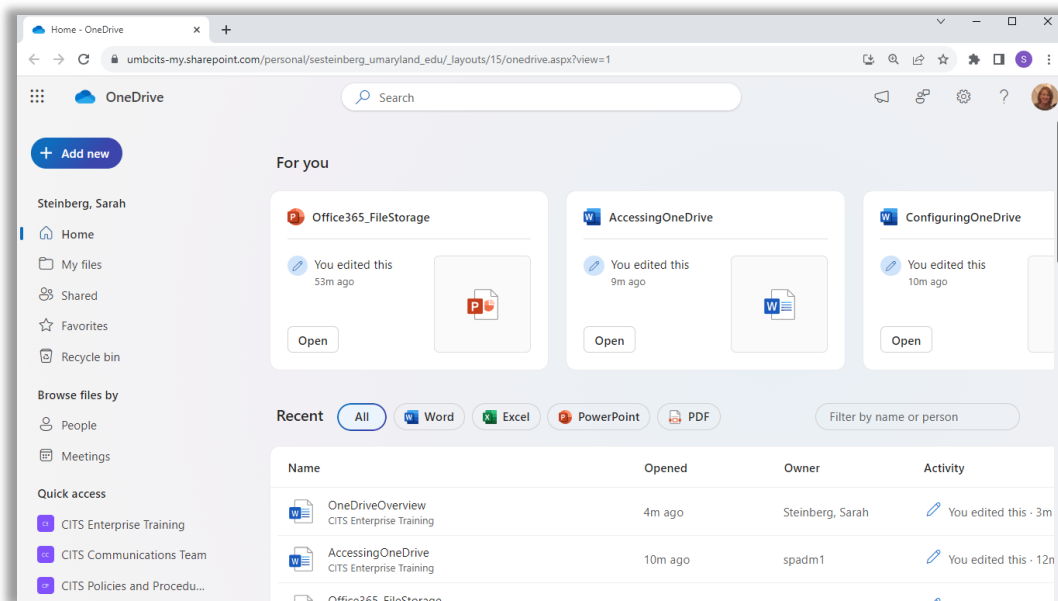 Home - OneDrive
umbcits-my.sharepoint.com/personal/sesteinberg_umaryland_edu/_layouts/15/onedrive.aspx?view=1
S
OneDrive
Search
Add new
Steinberg, Sarah
Home
My files
Shared
Favorites
Recycle bin
Browse files by
People
Meetings
Quick access
CITS Enterprise Training
CITS Communications Team
CITS Policies and Procedu...
For you
Office365_FileStorage
You edited this
53m ago
Open
AccessingOneDrive
You edited this
9m ago
Open
ConfiguringOneDrive
You edited this
10m ago
Open
Recent
All
Word
Excel
PowerPoint
PDF
Filter by name or person
Name Opened Owner Activity
OneDriveOverview
CITS Enterprise Training
4m ago
Steinberg, Sarah
You edited this · 3m
AccessingOneDrive
CITS Enterprise Training
10m ago
spadm1
You edited this · 12m
Office365_FileStorage